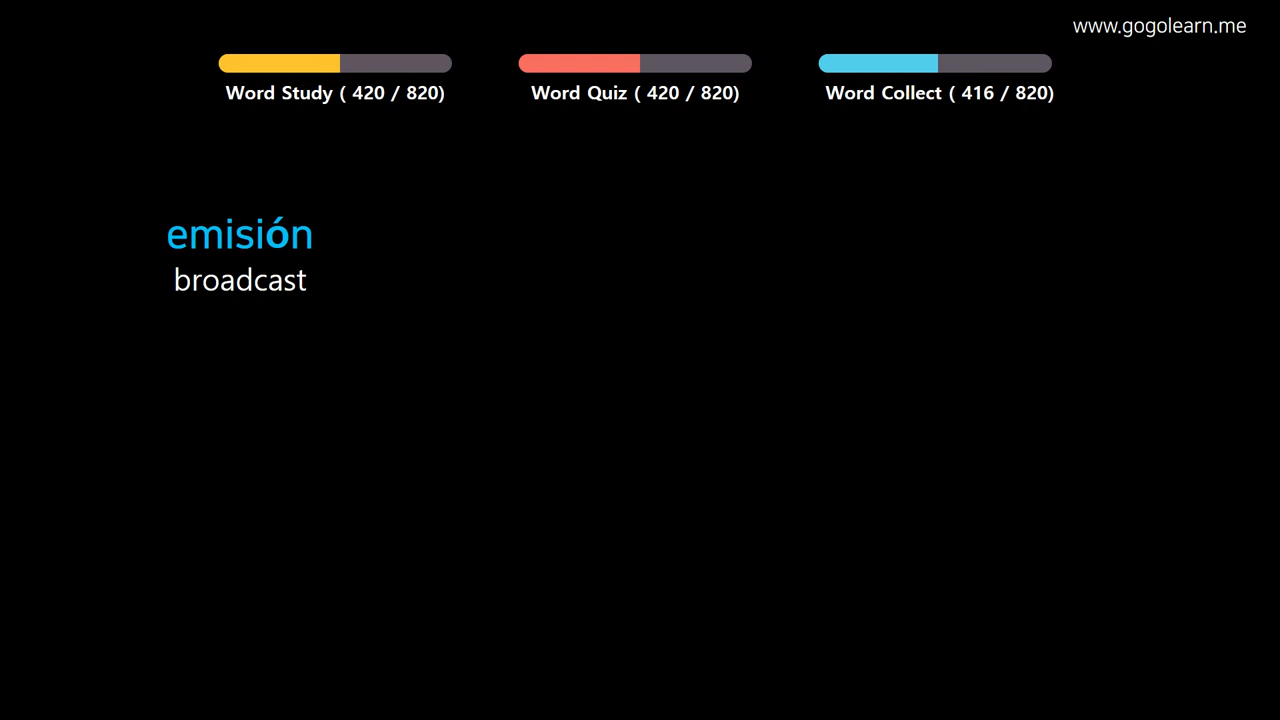 www.gogolearn.me
Word Study ( 420 / 820)
Word Quiz ( 420 / 820)
Word Collect ( 416 / 820)
emisión
broadcast